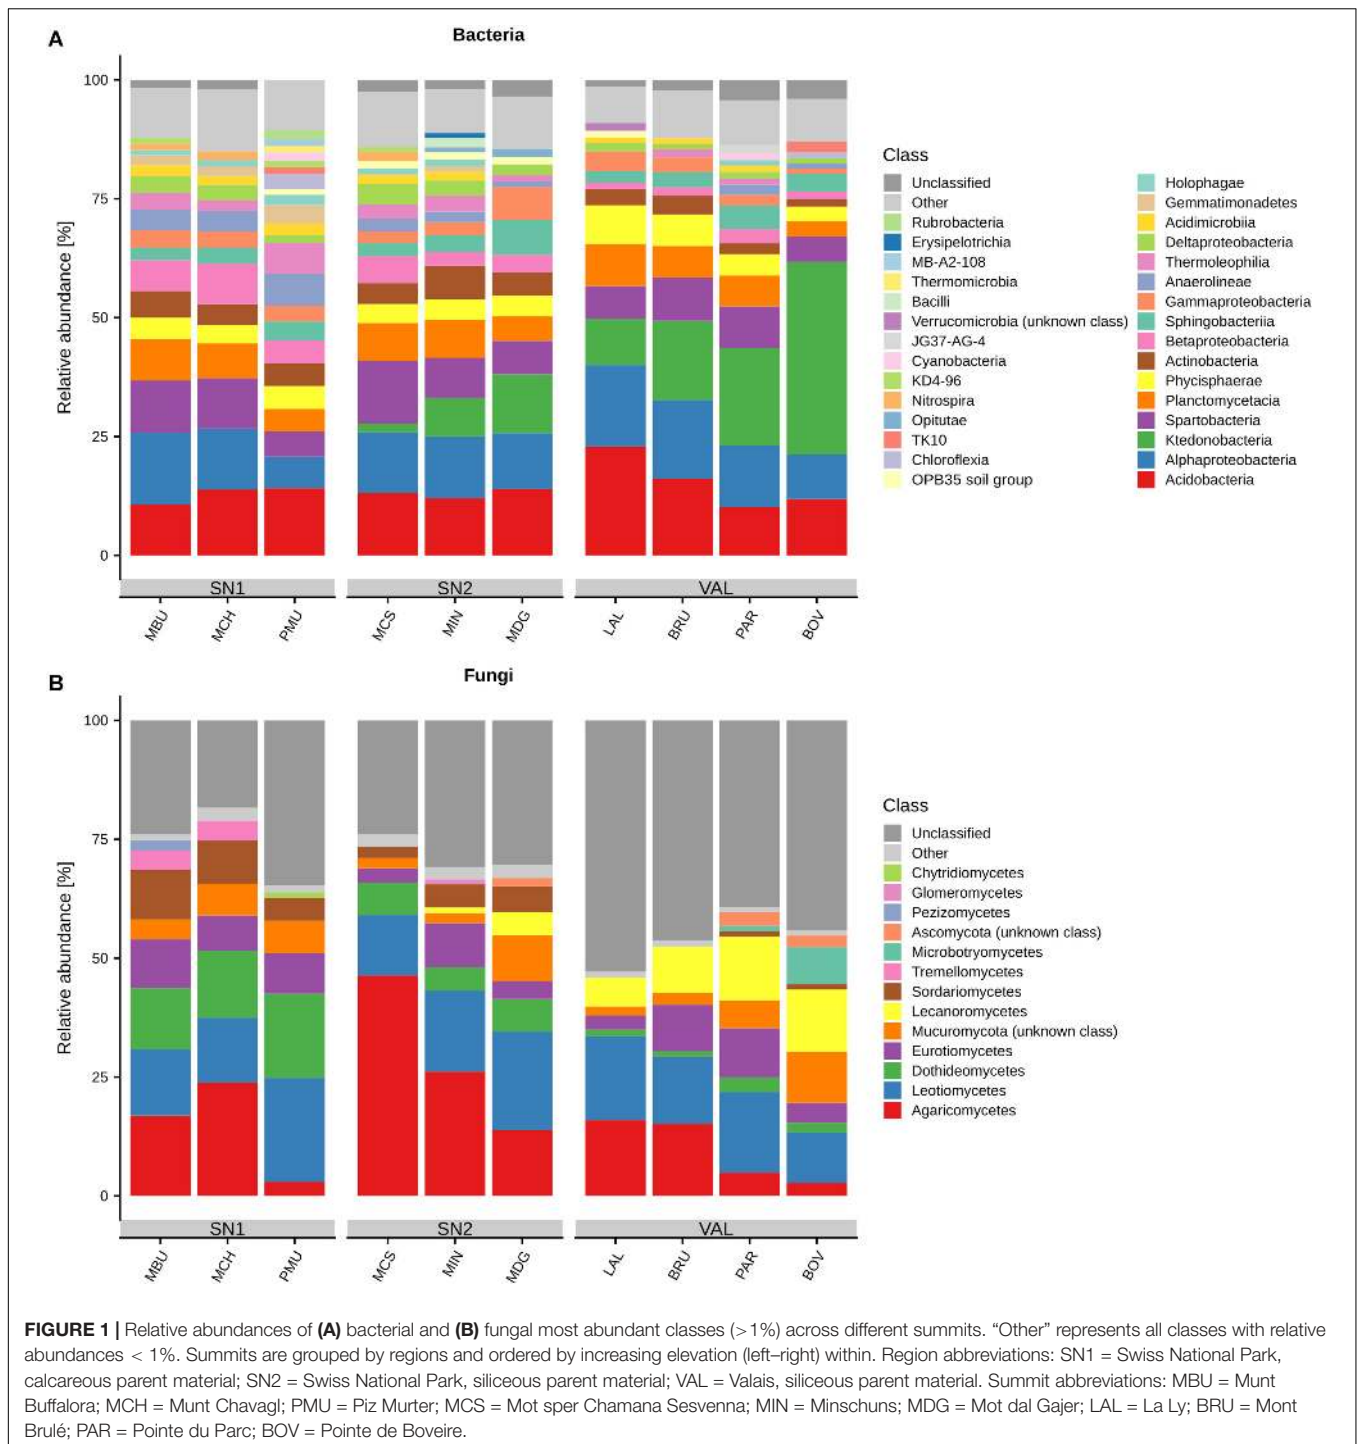 A
Bacteria
100
75
50
25
0
Relative abundance [%]
SN1
SN2
VAL
MBU
MCH
PMU
MCS
MIN
MDG
LAL
BRU
PAR
BOV
Class
Unclassified
Other
Rubrobacteria
Erysipelotrichia
MB-A2-108
Thermomicrobia
Bacilli
Verrucomicrobia (unknown class)
JG37-AG-4
Cyanobacteria
KD4-96
Nitrospira
Opitutae
TK10
Chloroflexia
OPB35 soil group
Holophagae
Gemmatimonadetes
Acidimicrobiia
Deltaproteobacteria
Thermoleophilia
Anaerolineae
Gammaproteobacteria
Sphingobacteriia
Betaproteobacteria
Actinobacteria
Phycisphaerae
Planctomycetacia
Spartobacteria
Ktedonobacteria
Alphaproteobacteria
Acidobacteria
B
Fungi
100
75
50
25
0
Relative abundance [%]
SN1
SN2
VAL
MBU
MCH
PMU
MCS
MIN
MDG
LAL
BRU
PAR
BOV
Class
Unclassified
Other
Chytridiomycetes
Glomeromycetes
Pezizomycetes
Ascomycota (unknown class)
Microbotryomycetes
Tremellomycetes
Sordariomycetes
Lecanoromycetes
Mucuromycota (unknown class)
Eurotiomycetes
Dothideomycetes
Leotiomycetes
Agaricomycetes
FIGURE 1 | Relative abundances of (A) bacterial and (B) fungal most abundant classes (>1%) across different summits. “Other” represents all classes with relative
abundances < 1%. Summits are grouped by regions and ordered by increasing elevation (left–right) within. Region abbreviations: SN1 = Swiss National Park,
calcareous parent material; SN2 = Swiss National Park, siliceous parent material; VAL = Valais, siliceous parent material. Summit abbreviations: MBU = Munt
Buffalora; MCH = Munt Chavagl; PMU = Piz Murter; MCS = Mot sper Chamana Sesvenna; MIN = Minschuns; MDG = Mot dal Gajer; LAL = La Ly; BRU = Mont
Brulé; PAR = Pointe du Parc; BOV = Pointe de Boveire.